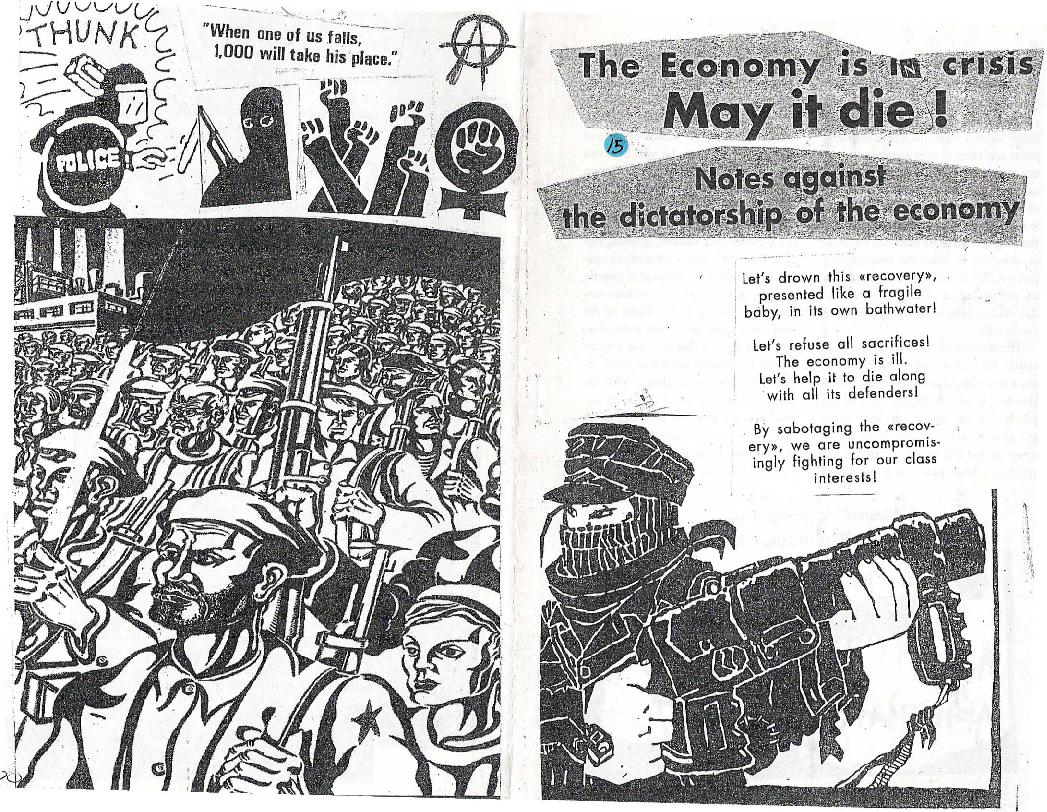 THUNK
"When one of us falls,
1,000 will take his place."
POLICE
The Economy is IN crisis
May it die !
15
Notes against
the dictatorship of the economy
Let's drown this «recovery»,
presented like a fragile
baby, in its own bathwater!
Let's refuse all sacrifices!
The economy is ill.
Let's help it to die along
with all its defenders!
By sabotaging the «recov-
ery», we are uncompromis-
ingly fighting for our class
interests!